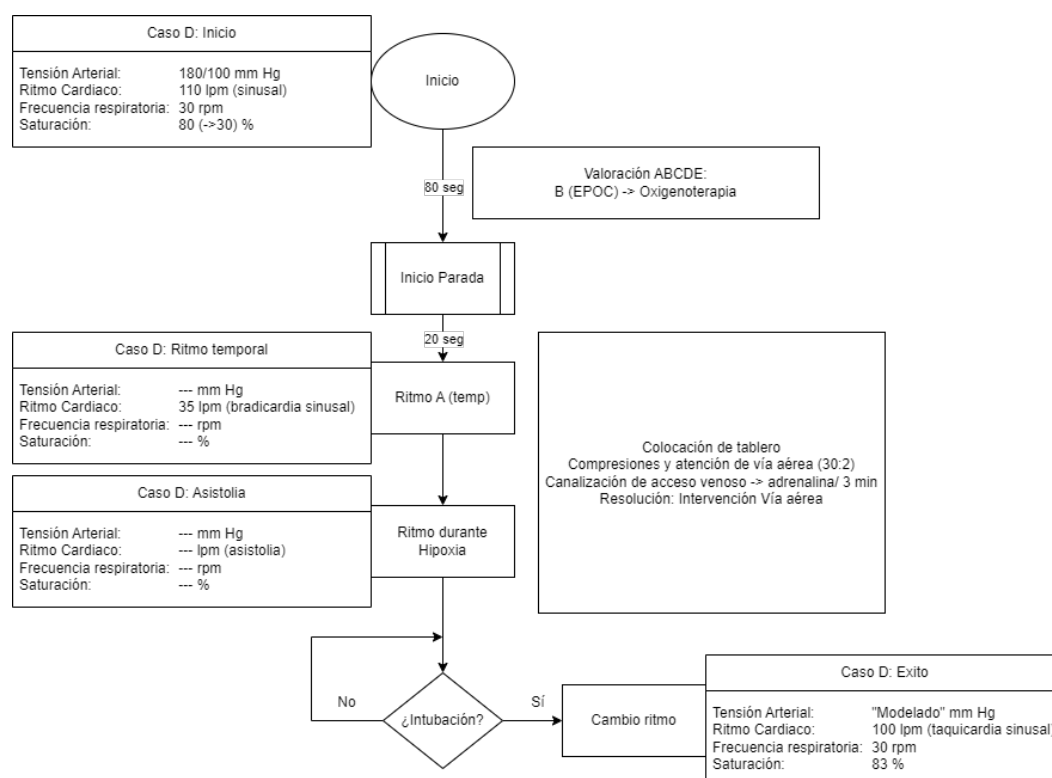 Caso D: Inicio
Tensión Arterial: 180/100 mm Hg
Ritmo Cardiaco: 110 lpm (sinusal)
Frecuencia respiratoria: 30 rpm
Saturación: 80 (->30) %
Inicio
80 seg
Valoración ABCDE:
B (EPOC) -> Oxigenoterapia
Inicio Parada
20 seg
Caso D: Ritmo temporal
Tensión Arterial: --- mm Hg
Ritmo Cardiaco: 35 lpm (bradicardia sinusal)
Frecuencia respiratoria: --- rpm
Saturación: --- %
Ritmo A (temp)
Colocación de tablero
Compresiones y atención de vía aérea (30:2)
Canalización de acceso venoso -> adrenalina/ 3 min
Resolución: Intervención Vía aérea
Caso D: Asistolia
Tensión Arterial: --- mm Hg
Ritmo Cardiaco: --- lpm (asistolia)
Frecuencia respiratoria: --- rpm
Saturación: --- %
Ritmo durante
Hipoxia
No
¿Intubación?
Sí
Cambio ritmo
Caso D: Exito
Tensión Arterial: "Modelado" mm Hg
Ritmo Cardiaco: 100 lpm (taquicardia sinusal)
Frecuencia respiratoria: 30 rpm
Saturación: 83 %